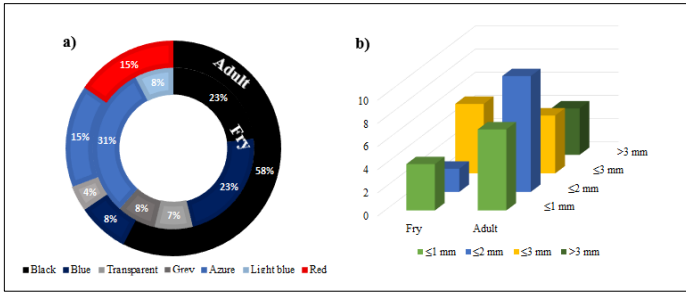 a)
Adult
Fry
15%
8%
23%
15%
31%
4%
8%
8%
7%
23%
58%
Black Blue Transparent Grey Azure Light blue Red
b)
10
8
6
4
2
0
>3 mm
≤3 mm
≤2 mm
≤1 mm
Fry Adult
≤1 mm ≤2 mm ≤3 mm >3 mm